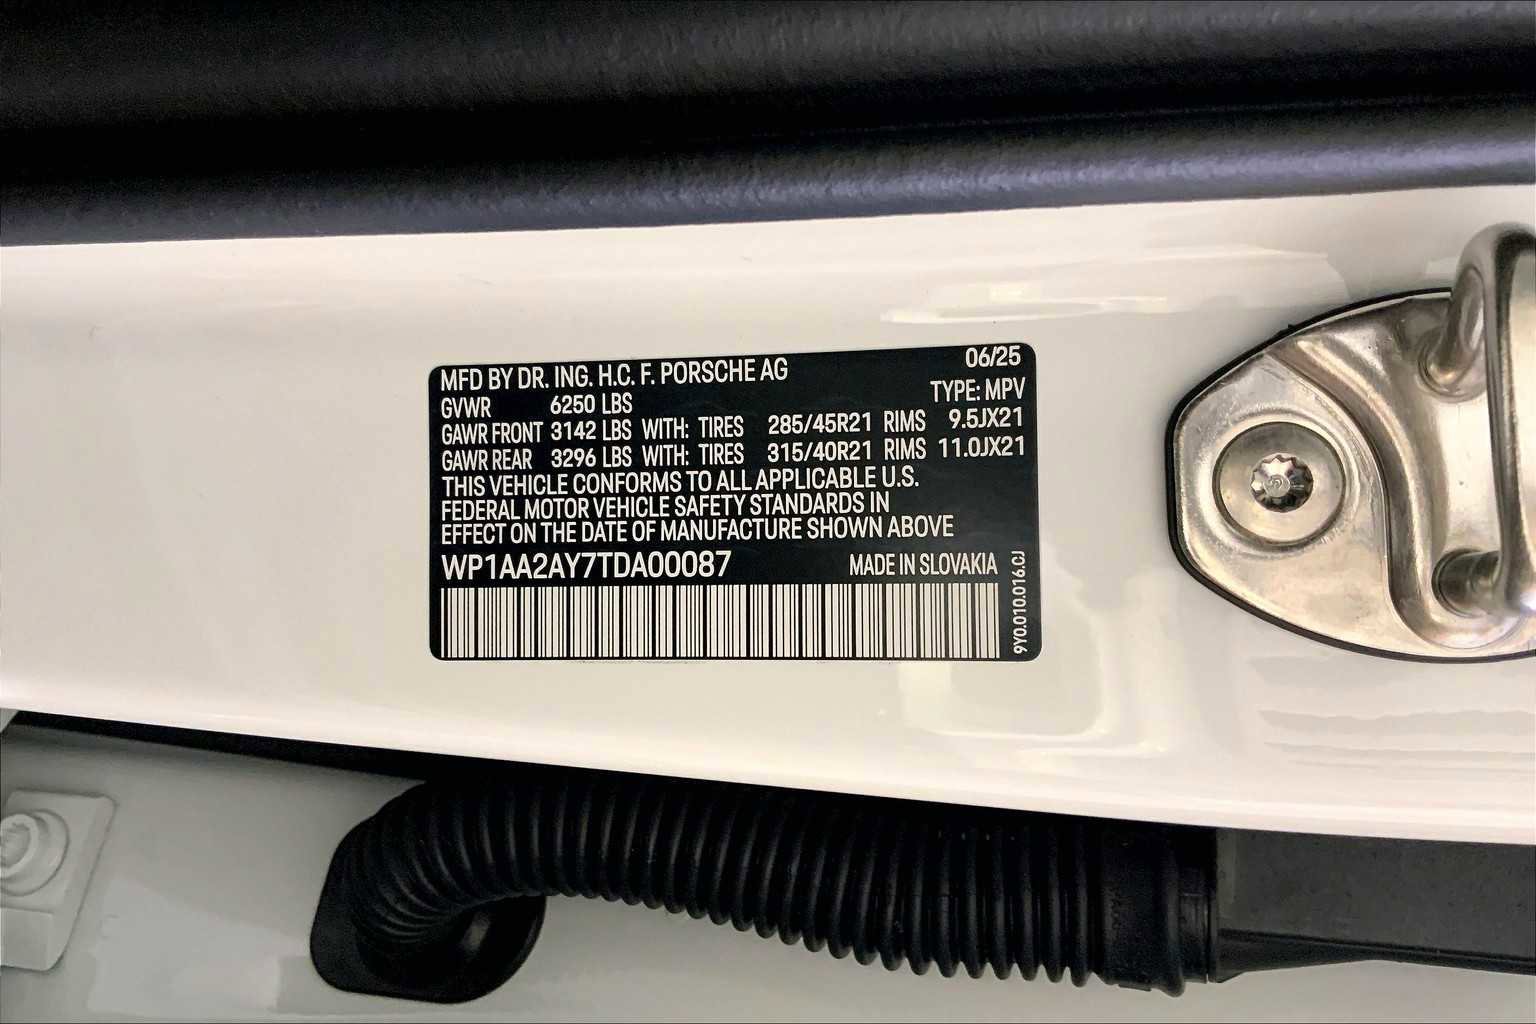 06/25
MFD BY DR. ING. H.C. F. PORSCHE AG
TYPE: MPV
GVWR 6250 LBS
GAWR FRONT 3142 LBS WITH: TIRES 285/45R21 RIMS 9.5JX21
GAWR REAR 3296 LBS WITH: TIRES 315/40R21 RIMS 11.0JX21
THIS VEHICLE CONFORMS TO ALL APPLICABLE U.S.
FEDERAL MOTOR VEHICLE SAFETY STANDARDS IN
EFFECT ON THE DATE OF MANUFACTURE SHOWN ABOVE
WP1AA2AY7TDA00087 MADE IN SLOVAKIA
9Y0.010.016.CJ